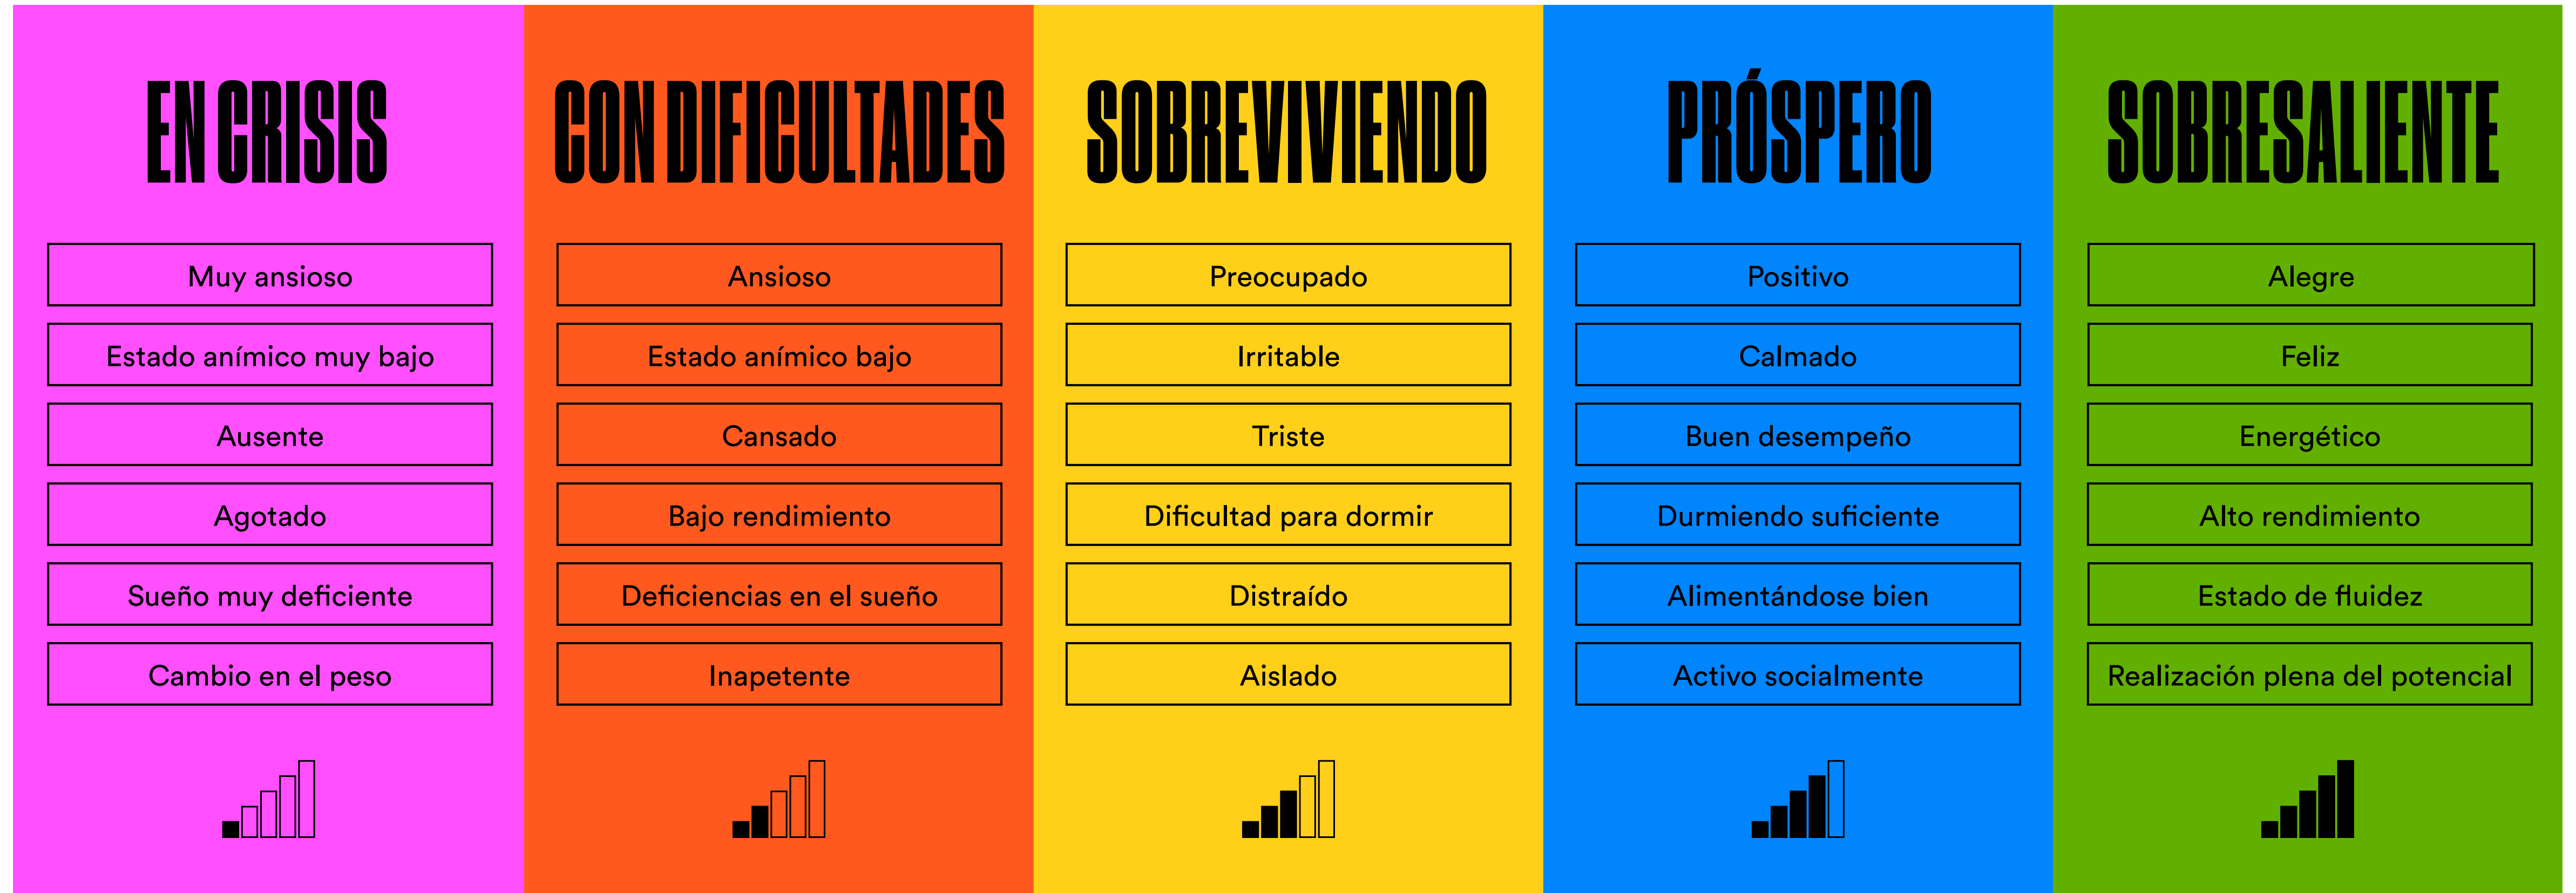 EN CRISIS
Muy ansioso
Estado anímico muy bajo
Ausente
Agotado
Sueño muy deficiente
Cambio en el peso
CON DIFICULTADES
Ansioso
Estado anímico bajo
Cansado
Bajo rendimiento
Deficiencias en el sueño
Inapetente
SOBREVIVIENDO
Preocupado
Irritable
Triste
Dificultad para dormir
Distraído
Aislado
PRÓSPERO
Positivo
Calmado
Buen desempeño
Durmiendo suficiente
Alimentándose bien
Activo socialmente
SOBRESALIENTE
Alegre
Feliz
Energético
Alto rendimiento
Estado de fluidez
Realización plena del potencial